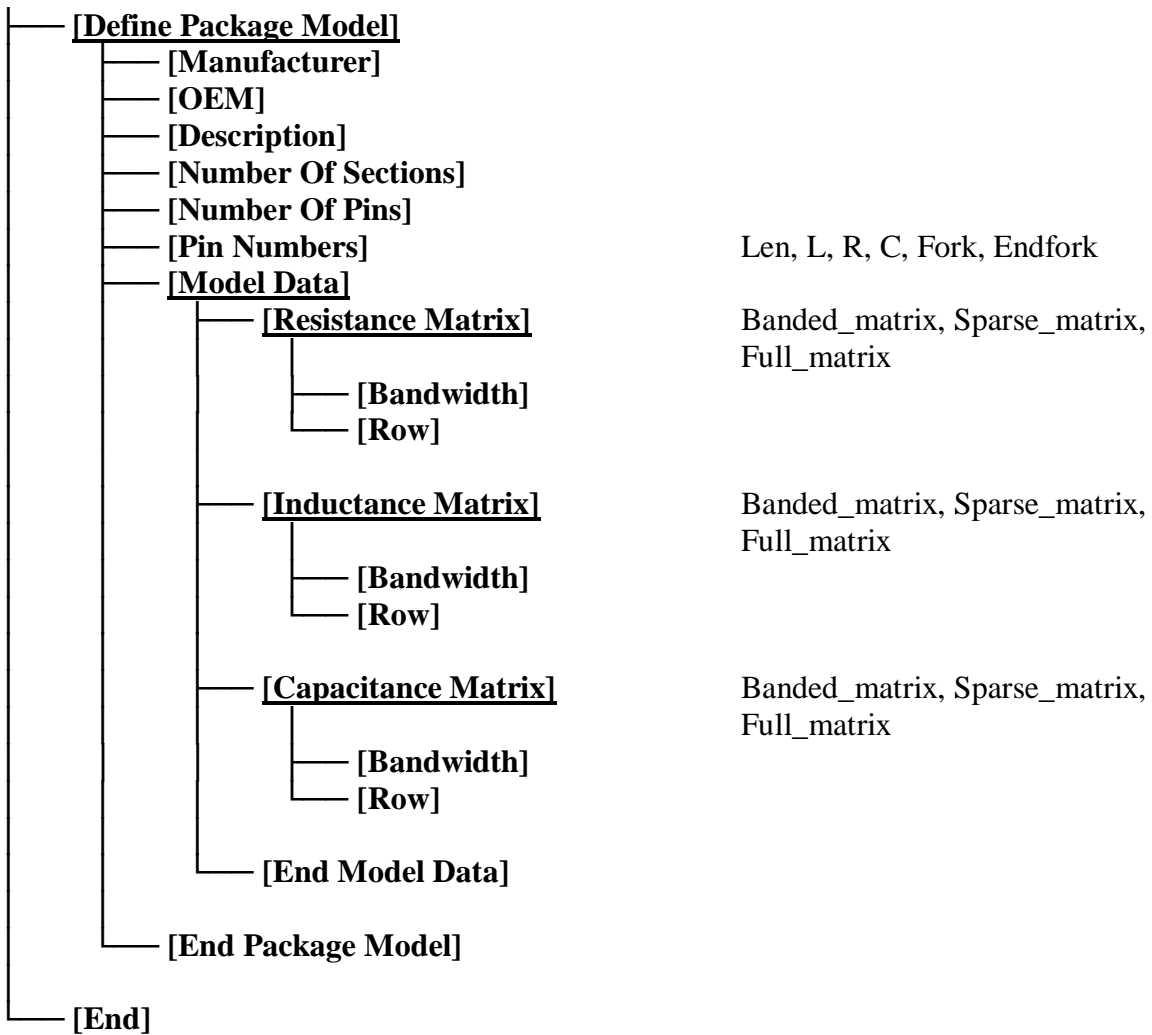 [Define Package Model]
[Manufacturer]
[OEM]
[Description]
[Number Of Sections]
[Number Of Pins]
[Pin Numbers] Len, L, R, C, Fork, Endfork
[Model Data]
[Resistance Matrix] Banded_matrix, Sparse_matrix,
Full_matrix
[Bandwidth]
[Row]
[Inductance Matrix] Banded_matrix, Sparse_matrix,
Full_matrix
[Bandwidth]
[Row]
[Capacitance Matrix] Banded_matrix, Sparse_matrix,
Full_matrix
[Bandwidth]
[Row]
[End Model Data]
[End Package Model]
[End]